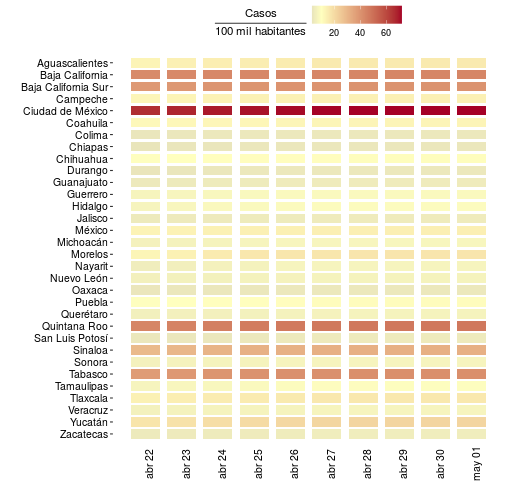 Casos
100 mil habitantes
20 40 60
Aguascalientes
Baja California
Baja California Sur
Campeche
Ciudad de México
Coahuila
Colima
Chiapas
Chihuahua
Durango
Guanajuato
Guerrero
Hidalgo
Jalisco
México
Michoacán
Morelos
Nayarit
Nuevo León
Oaxaca
Puebla
Querétaro
Quintana Roo
San Luis Potosí
Sinaloa
Sonora
Tabasco
Tamaulipas
Tlaxcala
Veracruz
Yucatán
Zacatecas
abr 22 abr 23 abr 24 abr 25 abr 26 abr 27 abr 28 abr 29 abr 30 may 01